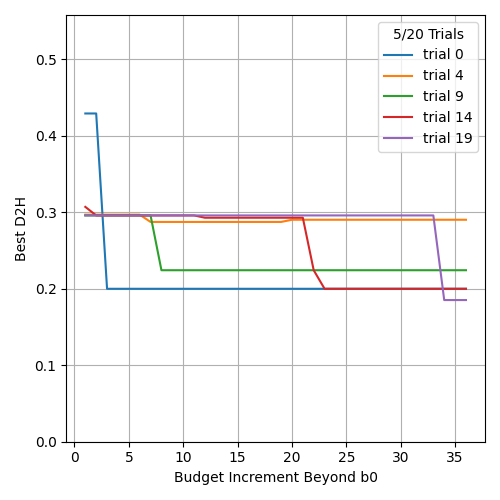 5/20 Trials
trial 0
trial 4
trial 9
trial 14
trial 19
Best D2H
0.5
0.4
0.3
0.2
0.1
0.0
0 5 10 15 20 25 30 35
Budget Increment Beyond b0